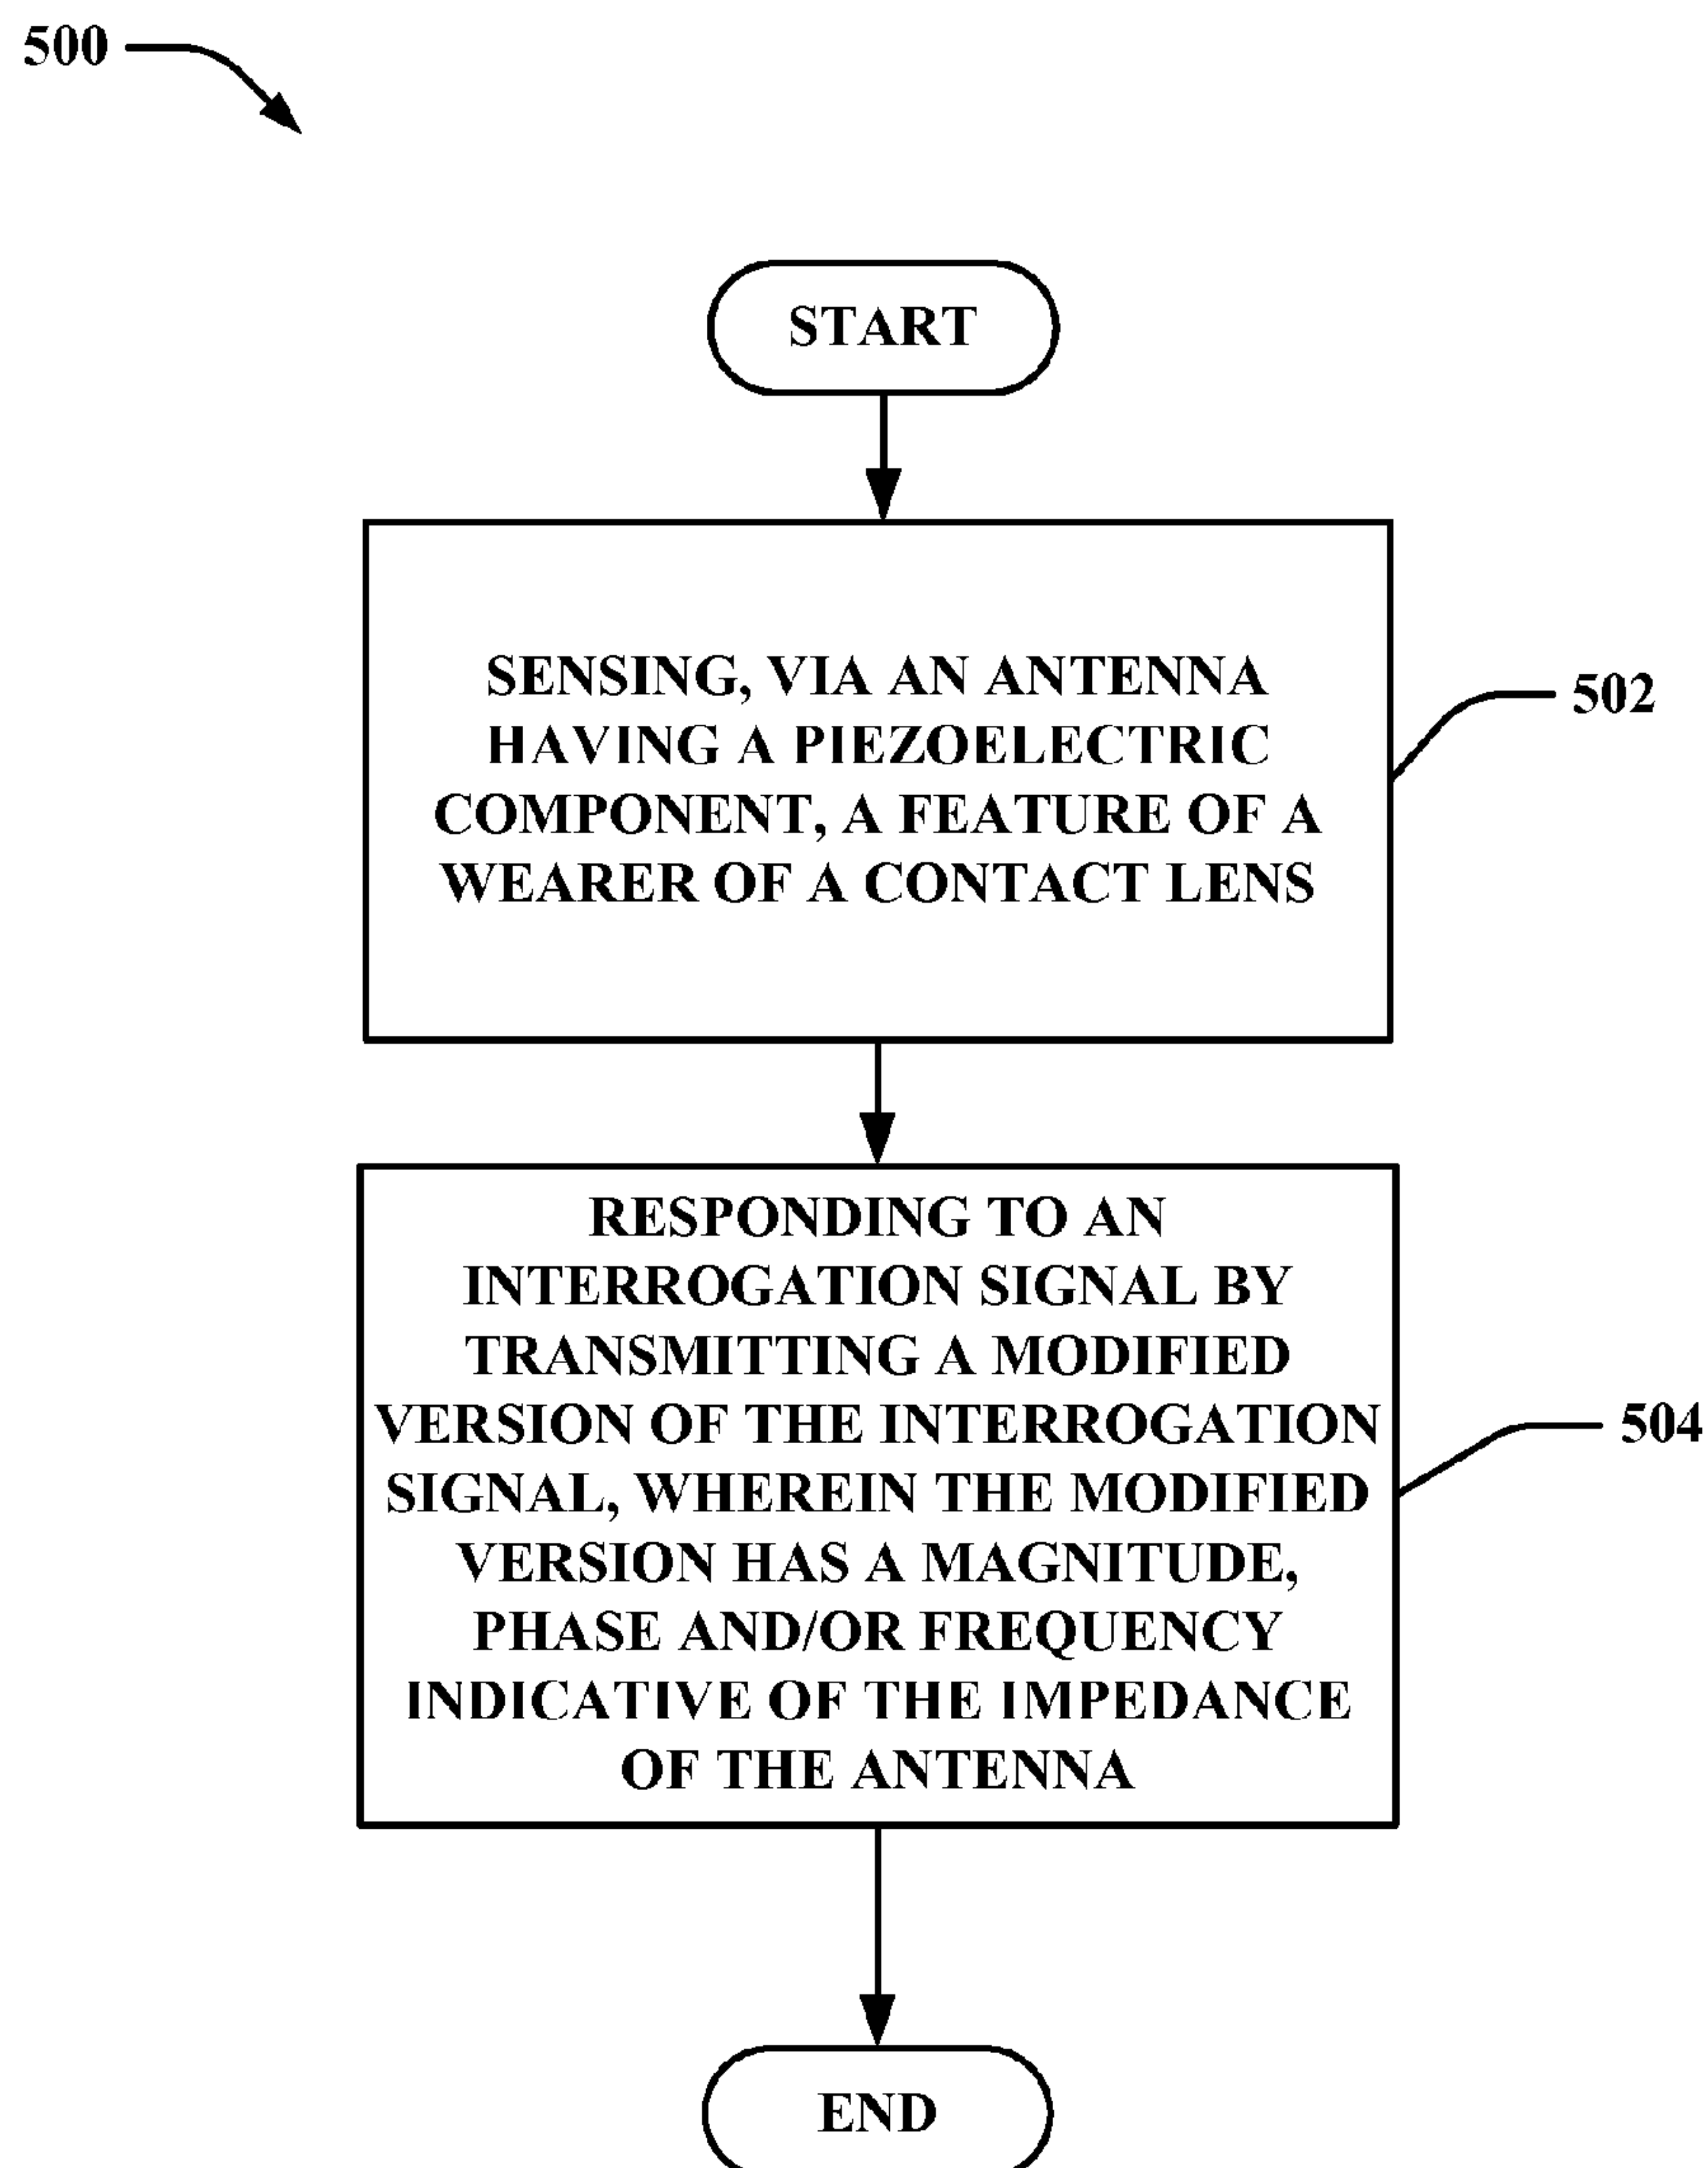 500
START
SENSING, VIA AN ANTENNA
HAVING A PIEZOELECTRIC
COMPONENT, A FEATURE OF A
WEARER OF A CONTACT LENS
502
RESPONDING TO AN
INTERROGATION SIGNAL BY
TRANSMITTING A MODIFIED
VERSION OF THE INTERROGATION
SIGNAL, WHEREIN THE MODIFIED
VERSION HAS A MAGNITUDE,
PHASE AND/OR FREQUENCY
INDICATIVE OF THE IMPEDANCE
OF THE ANTENNA
504
END